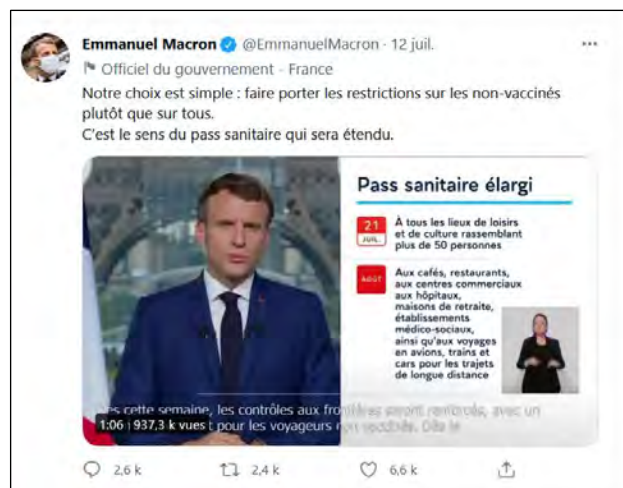 Emmanuel Macron @EmmanuelMacron · 12 juil.
Officiel du gouvernement - France
Notre choix est simple : faire porter les restrictions sur les non-vaccinés
plutôt que sur tous.
C'est le sens du pass sanitaire qui sera étendu.
Pass sanitaire élargi
21
JUIL.
À tous les lieux de loisirs
et de culture rassemblant
plus de 50 personnes
AOÛT
Aux cafés, restaurants,
aux centres commerciaux
aux hôpitaux,
maisons de retraite,
établissements
médico-sociaux,
ainsi qu'aux voyages
en avions, trains et
cars pour les trajets
de longue distance
cette semaine, les contrôles aux frontières seront renforcés, avec un
1:06 937,3 k vues
pour les voyageurs non vaccinés. Dès le
2,6 k
2,4 k
6,6 k